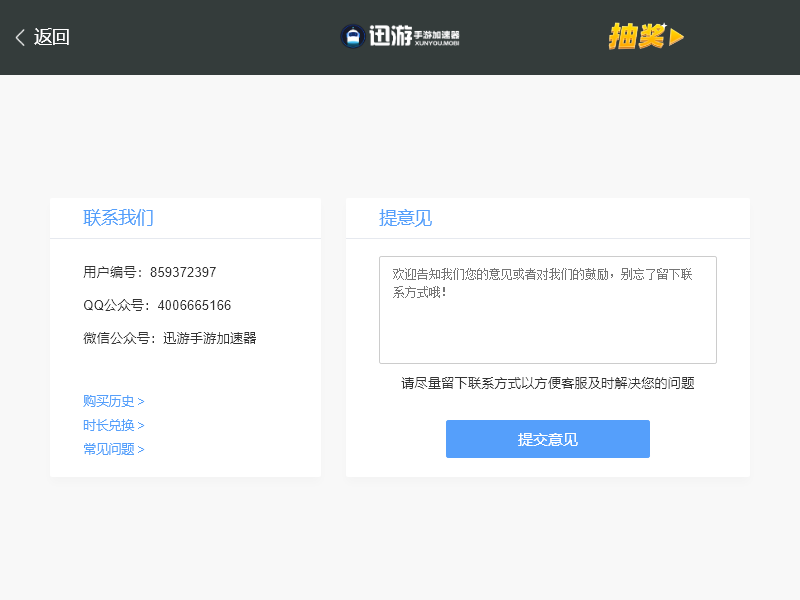 返回
迅游手游加速器
XUNYOU.MOBI
抽奖
联系我们
用户编号：859372397
QQ公众号：4006665166
微信公众号：迅游手游加速器
购买历史 >
时长兑换 >
常见问题 >
提意见
欢迎告知我们您的意见或者对我们的鼓励，别忘了留下联
系方式哦！
请尽量留下联系方式以方便客服及时解决您的问题
提交意见